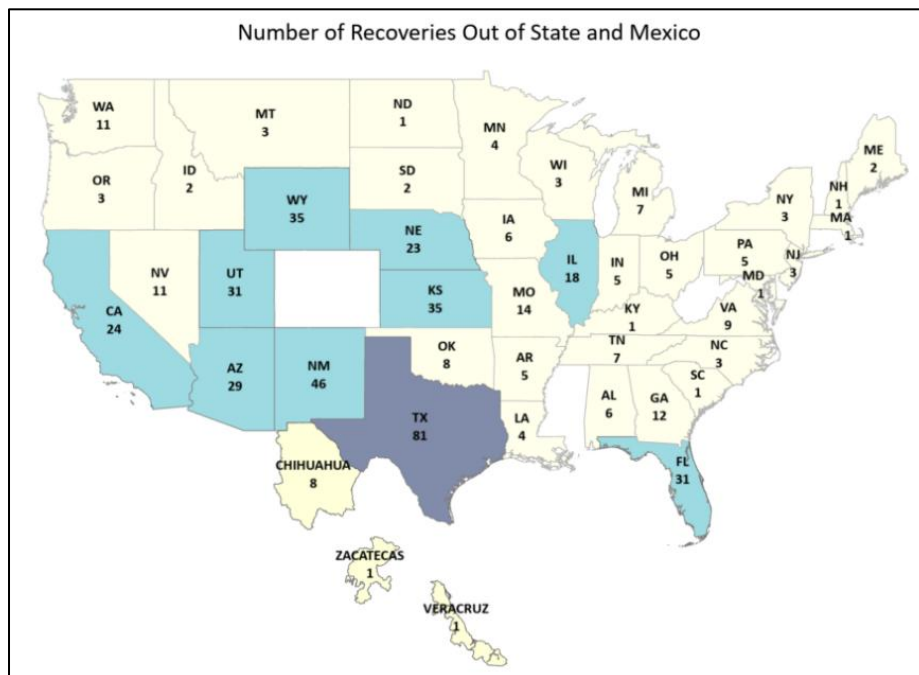 Number of Recoveries Out of State and Mexico
WA
11
MT
3
ND
1
MN
4
ME
2
OR
3
ID
2
SD
2
WI
3
MI
7
NY
3
NH
1
MA
1
WY
35
NE
23
IA
6
IL
18
IN
5
OH
5
PA
5
NJ
3
MD
1
NV
11
UT
31
KS
35
MO
14
KY
1
VA
9
CA
24
AZ
29
NM
46
OK
8
AR
5
TN
7
NC
3
SC
1
TX
81
LA
4
AL
6
GA
12
FL
31
CHIHUAHUA
8
ZACATECAS
1
VERACRUZ
1